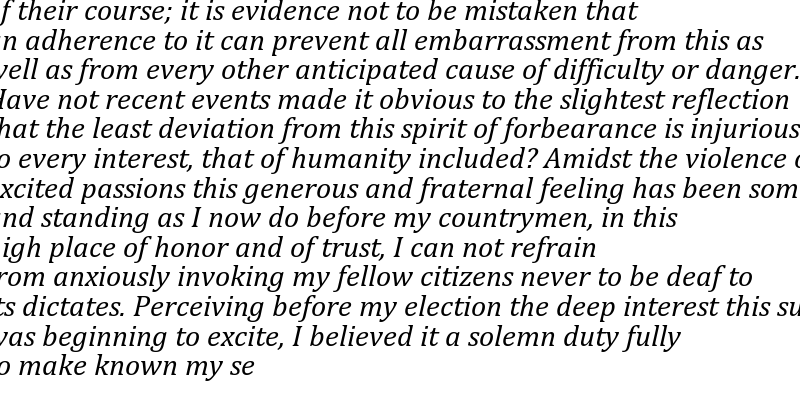 f their course; it is evidence not to be mistaken that
n adherence to it can prevent all embarrassment from this as
well as from every other anticipated cause of difficulty or danger.
Have not recent events made it obvious to the slightest reflection
hat the least deviation from this spirit of forbearance is injurious
o every interest, that of humanity included? Amidst the violence
xcited passions this generous and fraternal feeling has been som
nd standing as I now do before my countrymen, in this
igh place of honor and of trust, I can not refrain
rom anxiously invoking my fellow citizens never to be deaf to
ts dictates. Perceiving before my election the deep interest this su
was beginning to excite, I believed it a solemn duty fully
o make known my se